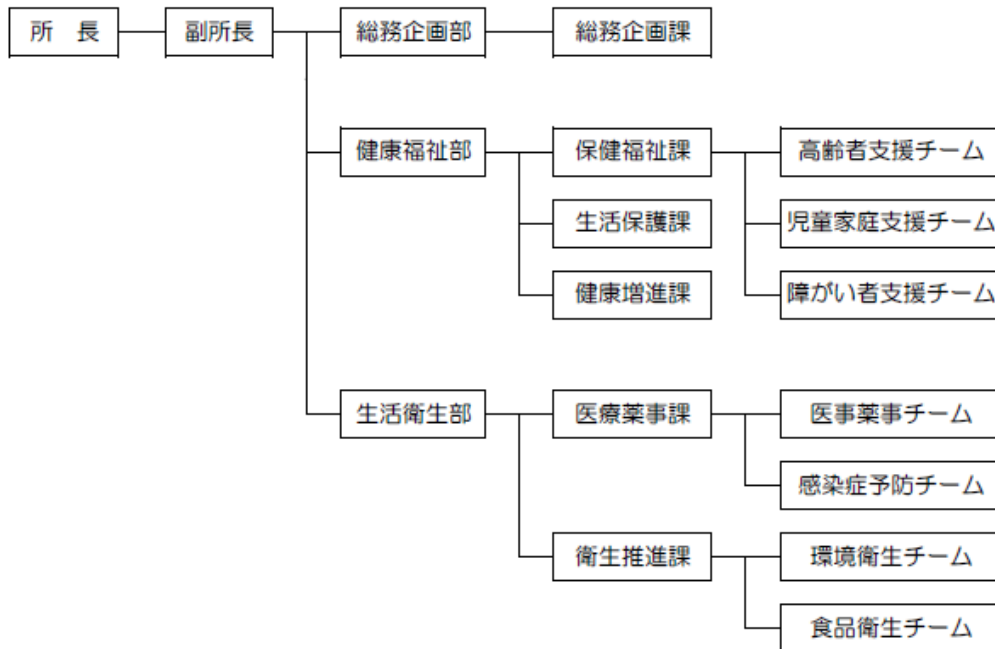 所　長
副所長
総務企画部
総務企画課
健康福祉部
保健福祉課
高齢者支援チーム
児童家庭支援チーム
障がい者支援チーム
生活保護課
健康増進課
生活衛生部
医療薬事課
医事薬事チーム
感染症予防チーム
衛生推進課
環境衛生チーム
食品衛生チーム